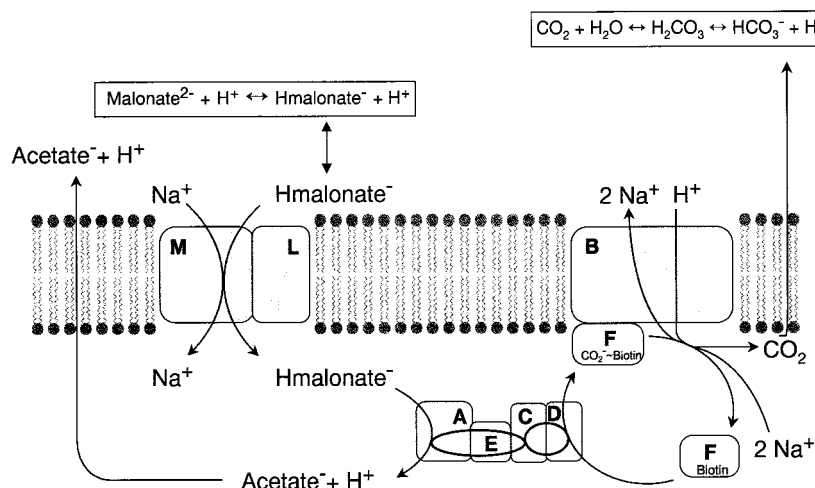 CO₂ + H₂O ↔ H₂CO₃ ↔ HCO₃⁻ + H
Malonate²⁻ + H⁺ ↔ Hmalonate⁻ + H⁺
Acetate⁻ + H⁺
Na⁺
Hmalonate⁻
2 Na⁺
H⁺
M
L
B
F
CO₂⁻~Biotin
CO₂
Na⁺
Hmalonate⁻
A
E
C
D
F
Biotin
2 Na⁺
Acetate⁻ + H⁺